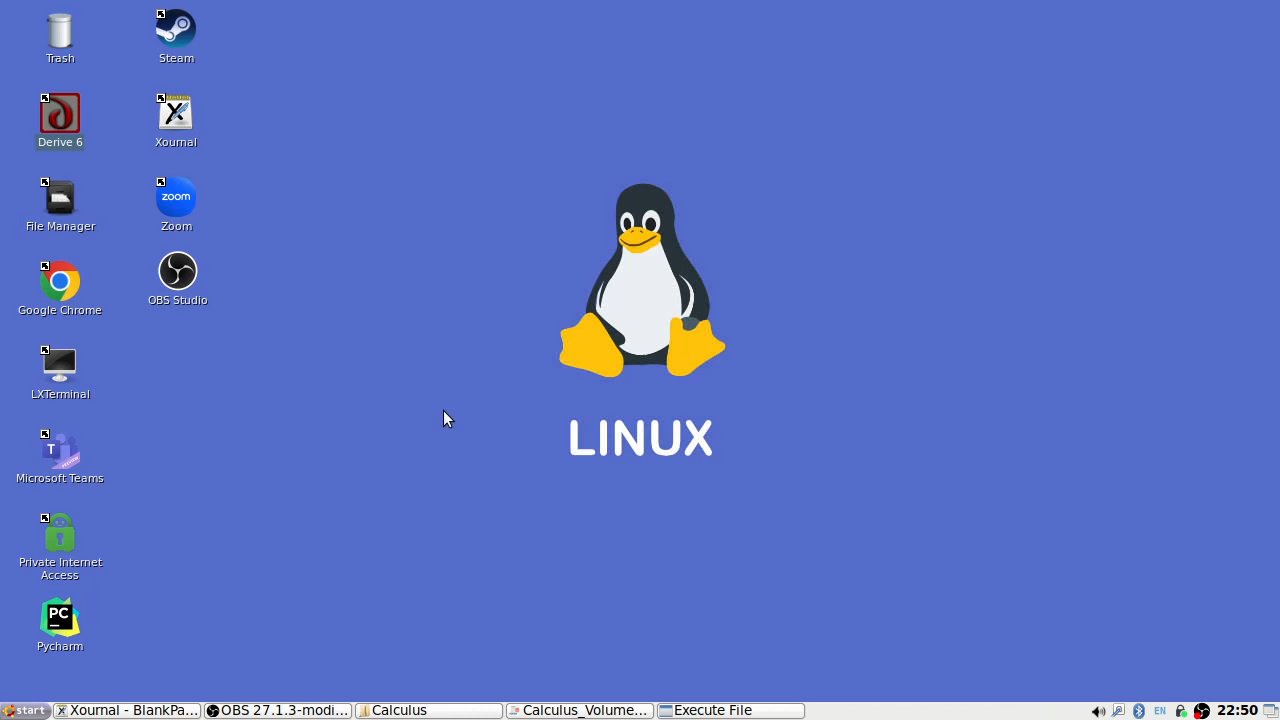 Trash
Steam
Derive 6
Xournal
File Manager
zoom
Zoom
Google Chrome
OBS Studio
LXTerminal
T
Microsoft Teams
Private Internet
Access
PC
Pycharm
LINUX
start
Xournal - BlankPa...
OBS 27.1.3-modi...
Calculus
Calculus_Volume...
Execute File
EN
22:50